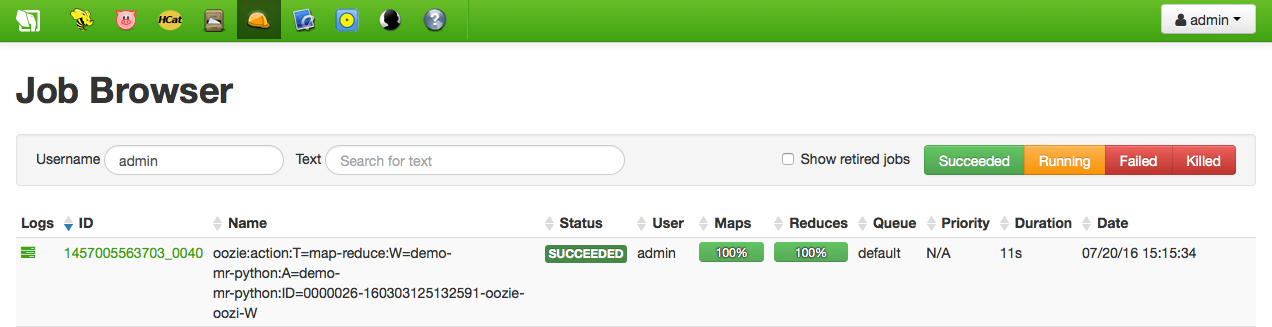 HCat
?
admin
Job Browser
Username admin Text Search for text Show retired jobs Succeeded Running Failed Killed
Logs ID Name Status User Maps Reduces Queue Priority Duration Date
1457005563703_0040 oozie:action:T=map-reduce:W=demo- SUCCEEDED admin 100% 100% default N/A 11s 07/20/16 15:15:34
mr-python:A=demo-
mr-python:ID=0000026-160303125132591-oozie-
oozi-W